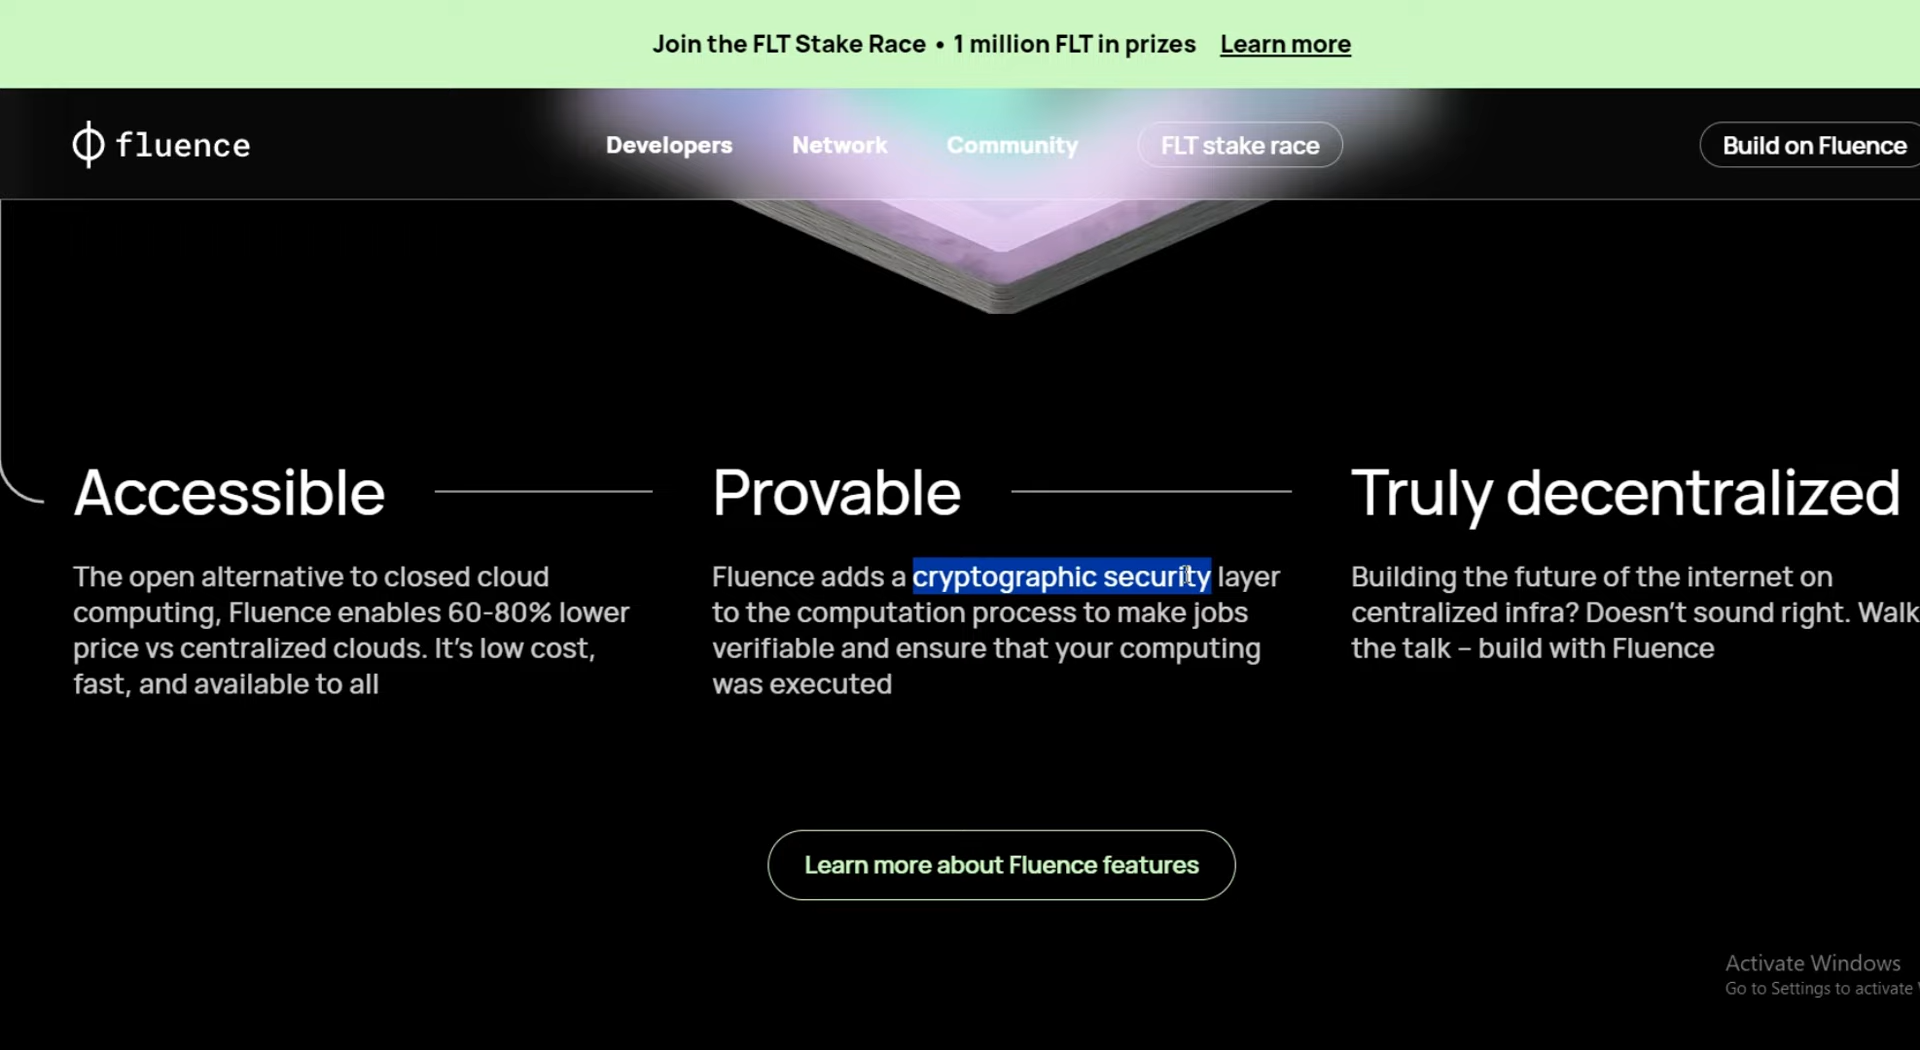 Join the FLT Stake Race • 1 million FLT in prizes Learn more
fluence
Developers Network Community FLT stake race Build on Fluence
Accessible
The open alternative to closed cloud
computing, Fluence enables 60-80% lower
price vs centralized clouds. It’s low cost,
fast, and available to all
Provable
Fluence adds a cryptographic security layer
to the computation process to make jobs
verifiable and ensure that your computing
was executed
Truly decentralized
Building the future of the internet on
centralized infra? Doesn’t sound right. Walk
the talk – build with Fluence
Learn more about Fluence features
Activate Windows
Go to Settings to activate